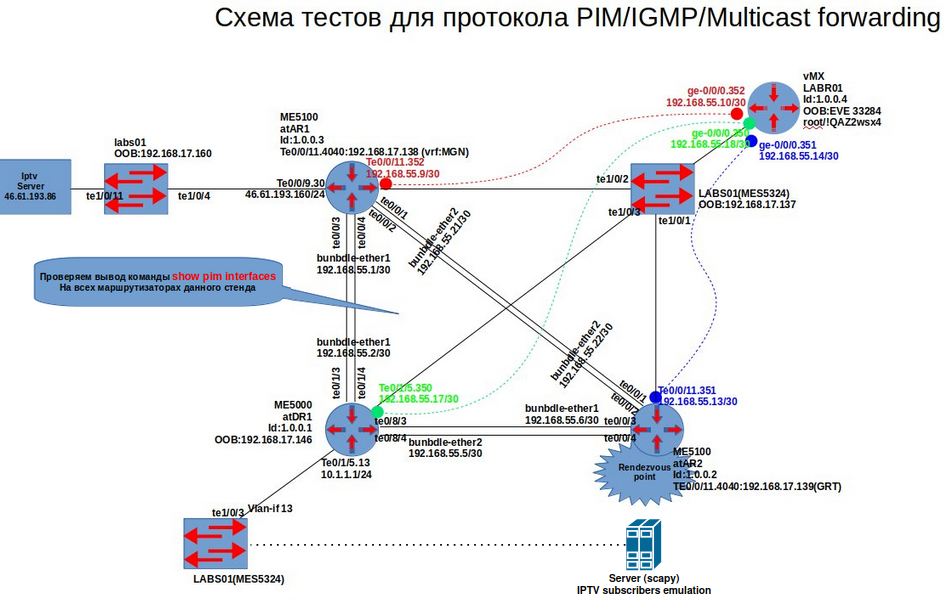 Схема тестов для протокола PIM/IGMP/Multicast forwarding
vMX
LABR01
Id:1.0.0.4
OOB:EVE 33284
root/!QAZ2wsx4
ge-0/0/0.352
192.168.55.10/30
ge-0/0/0.350
192.168.55.18/30
ge-0/0/0.351
192.168.55.14/30
ME5100
atAR1
Id:1.0.0.3
Te0/0/11.4040:192.168.17.138 (vrf:MGN)
Te0/0/11.352
192.168.55.9/30
labs01
OOB:192.168.17.160
Iptv
Server
46.61.193.86
te1/0/11
te1/0/4
Te0/0/9.30
46.61.193.160/24
te1/0/2
LABS01(MES5324)
OOB:192.168.17.137
te1/0/3
te1/0/1
te0/0/1
te0/0/2
te0/0/3
te0/0/4
bunbdle-ether2
192.168.55.21/30
bunbdle-ether1
192.168.55.1/30
Проверяем вывод команды show pim interfaces
На всех маршрутизаторах данного стенда
bunbdle-ether1
192.168.55.2/30
bunbdle-ether2
192.168.55.22/30
te0/1/3
te0/1/4
te0/0/1
te0/0/2
Te0/1/5.350
192.168.55.17/30
Te0/0/11.351
192.168.55.13/30
ME5000
atDR1
Id:1.0.0.1
OOB:192.168.17.146
te0/8/3
te0/8/4
bunbdle-ether1
192.168.55.6/30
te0/0/3
te0/0/4
bunbdle-ether2
192.168.55.5/30
Te0/1/5.13
10.1.1.1/24
Rendezvous
point
ME5100
atAR2
Id:1.0.0.2
TE0/0/11.4040:192.168.17.139(GRT)
te1/0/3
Vlan-if 13
LABS01(MES5324)
Server (scapy)
IPTV subscribers emulation